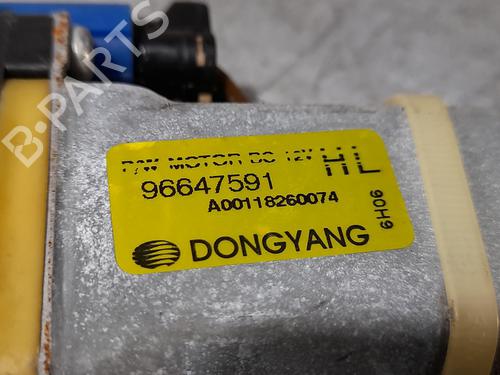 P/W MOTOR DC 12V
HL
96647591
A00118260074
6H06
DONGYANG
B-PARTS